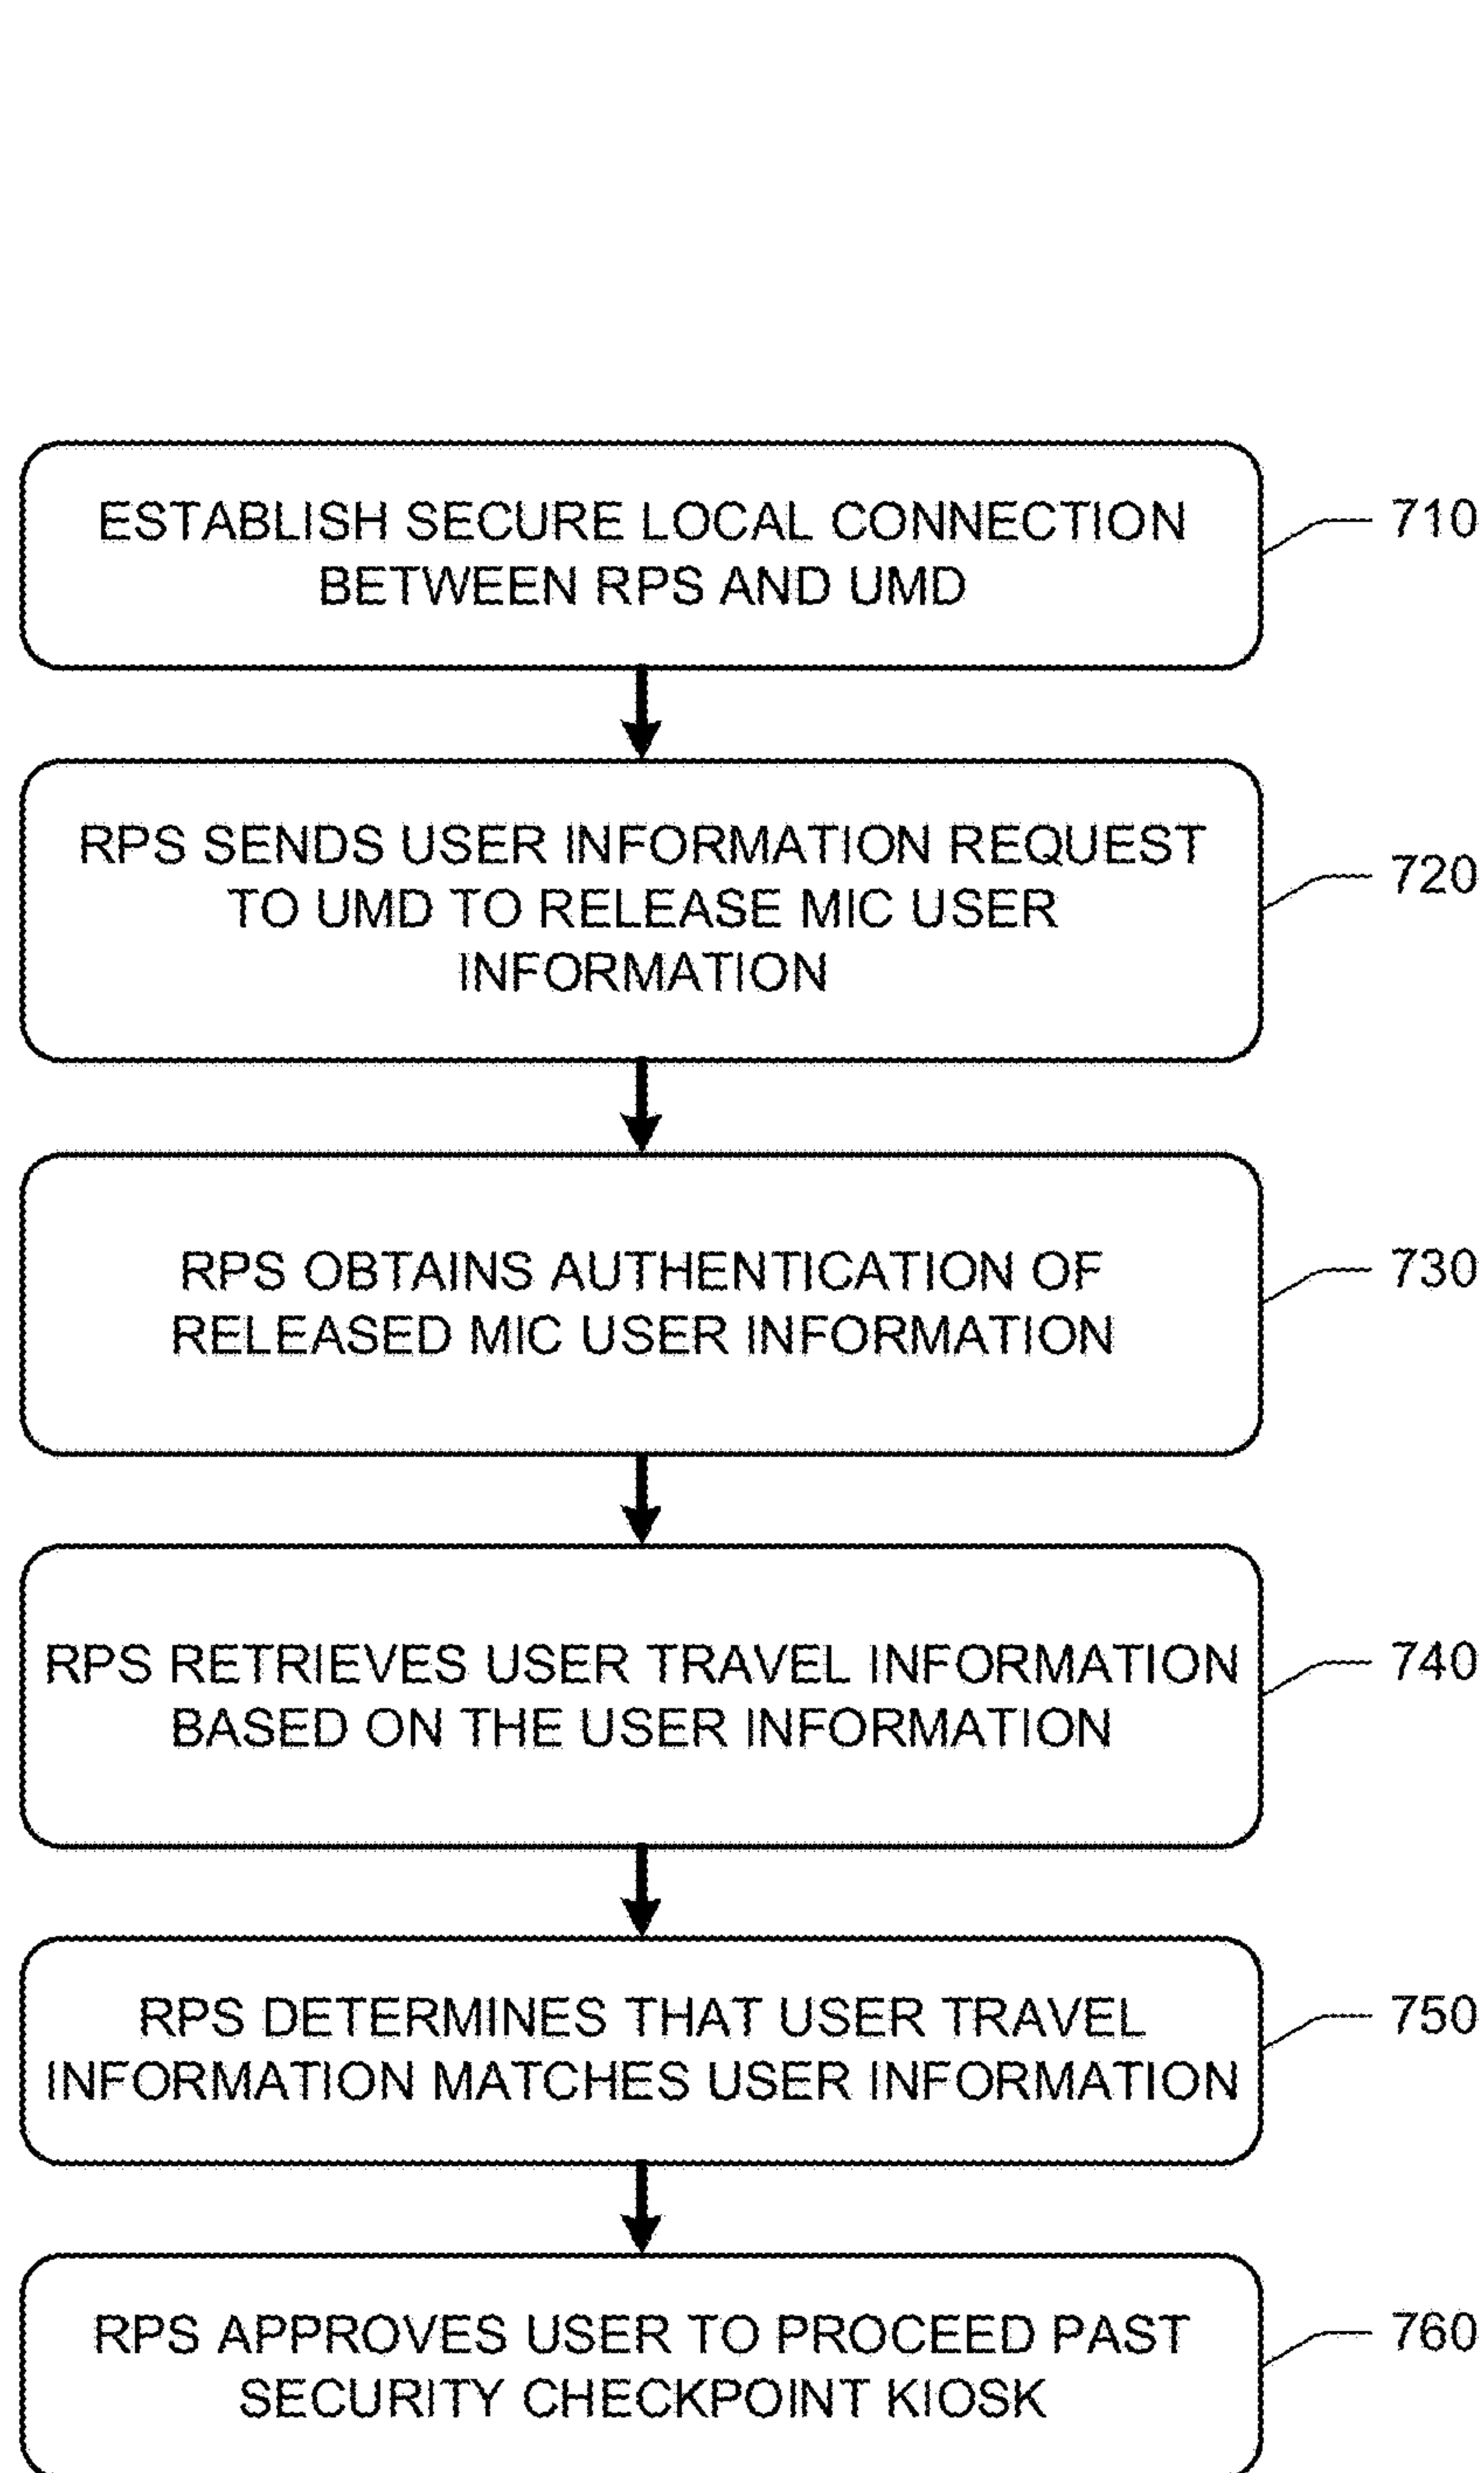 ESTABLISH SECURE LOCAL CONNECTION
BETWEEN RPS AND UMD
710
RPS SENDS USER INFORMATION REQUEST
TO UMD TO RELEASE MIC USER
INFORMATION
720
RPS OBTAINS AUTHENTICATION OF
RELEASED MIC USER INFORMATION
730
RPS RETRIEVES USER TRAVEL INFORMATION
BASED ON THE USER INFORMATION
740
RPS DETERMINES THAT USER TRAVEL
INFORMATION MATCHES USER INFORMATION
750
RPS APPROVES USER TO PROCEED PAST
SECURITY CHECKPOINT KIOSK
760